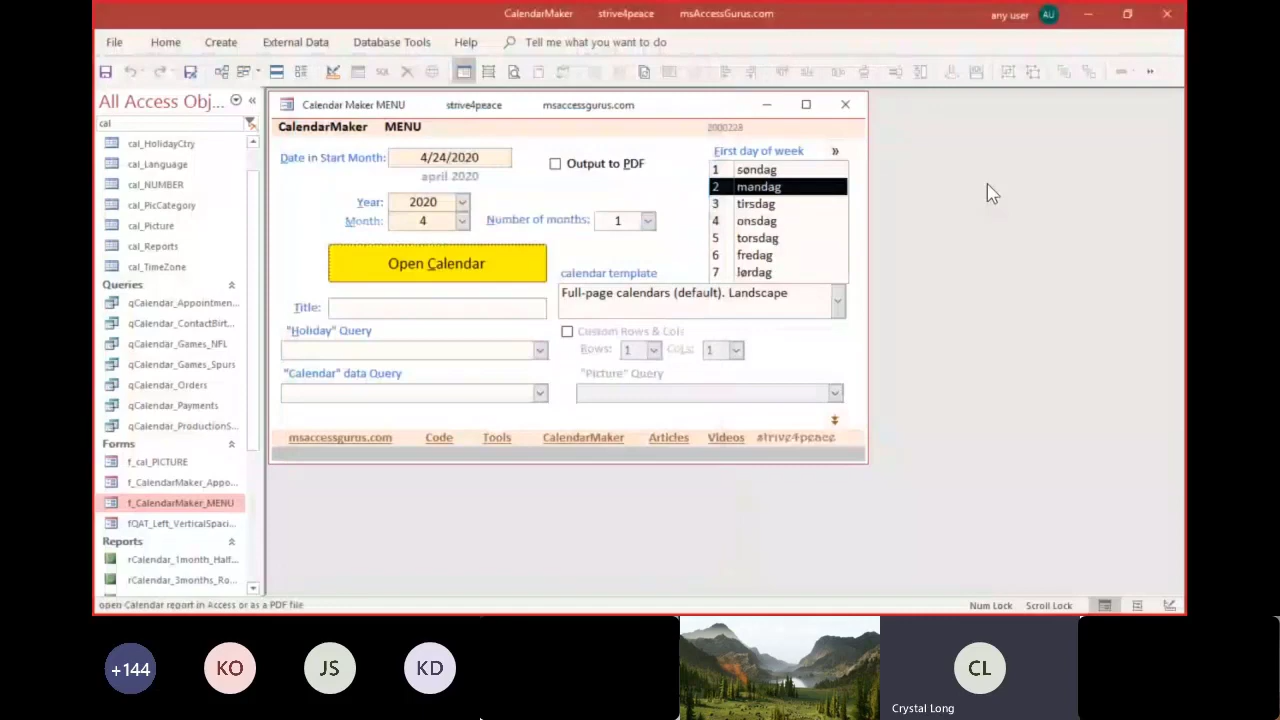 CalendarMaker strive4peace msAccessGurus.com any user AU
File Home Create External Data Database Tools Help Tell me what you want to do
All Access Obj...
cal
cal_HolidayCtry
cal_Language
cal_NUMBER
cal_PicCategory
cal_Picture
cal_Reports
cal_TimeZone
Queries
qCalendar_Appointmen...
qCalendar_ContactBirt...
qCalendar_Games_NFL
qCalendar_Games_Spurs
qCalendar_Orders
qCalendar_Payments
qCalendar_ProductionS...
Forms
f_cal_PICTURE
f_CalendarMaker_Appo...
f_CalendarMaker_MENU
fQAT_Left_VerticalSpaci...
Reports
rCalendar_1month_Half...
rCalendar_3months_Ro...
Calendar Maker MENU strive4peace msaccessgurus.com
CalendarMaker MENU 2000228
Date in Start Month: 4/24/2020
april 2020
Output to PDF
First day of week »
1 søndag
2 mandag
3 tirsdag
4 onsdag
5 torsdag
6 fredag
7 lørdag
Year: 2020
Month: 4 Number of months: 1
Open Calendar
calendar template
Full-page calendars (default). Landscape
Title:
"Holiday" Query
Custom Rows & Cols
Rows: 1 Cols: 1
"Calendar" data Query
"Picture" Query
msaccessgurus.com Code Tools CalendarMaker Articles Videos strive4peace
open Calendar report in Access or as a PDF file Num Lock Scroll Lock
+144 KO JS KD CL
Crystal Long